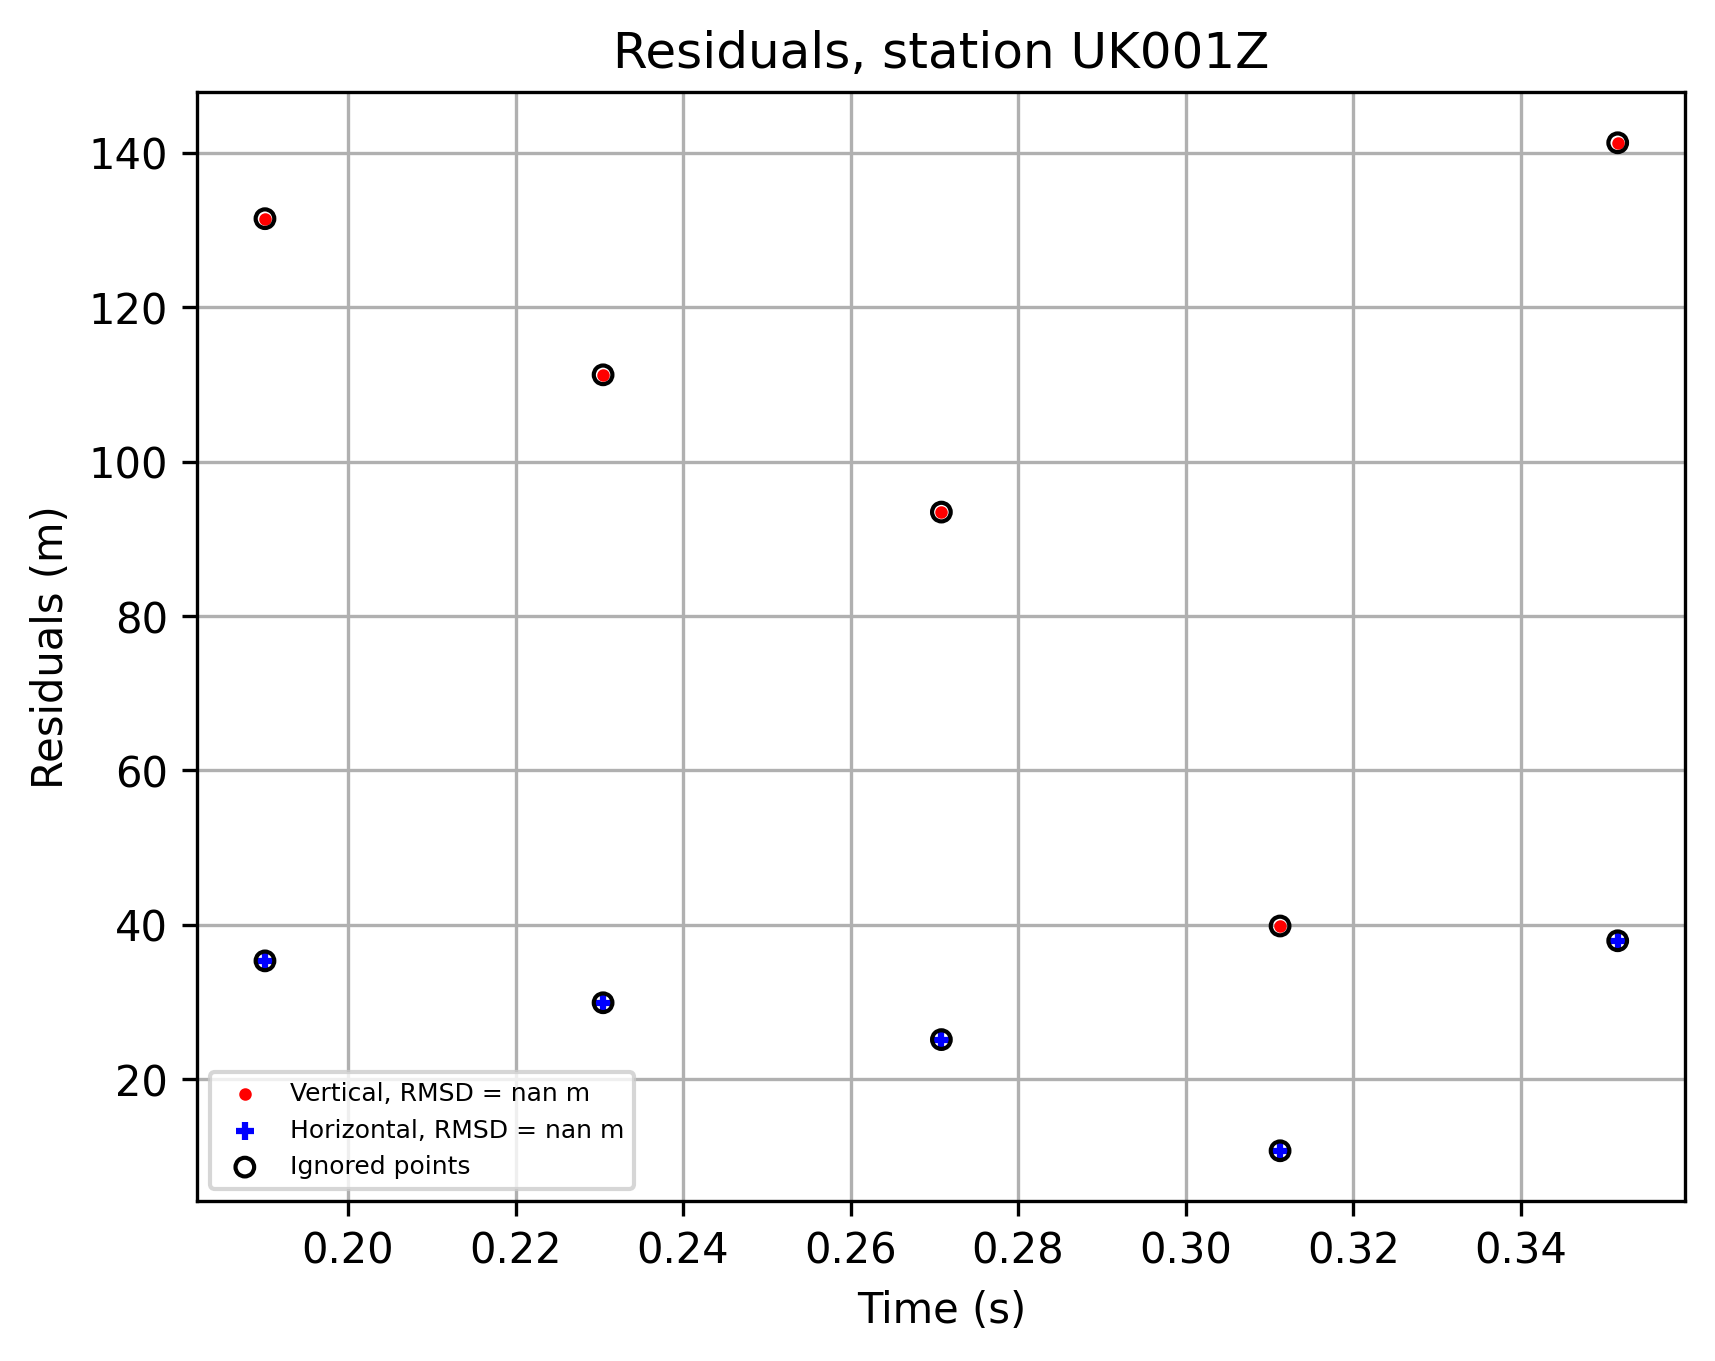 Residuals, station UK001Z
140
120
100
80
60
40
20
Residuals (m)
Vertical, RMSD = nan m
Horizontal, RMSD = nan m
Ignored points
0.20 0.22 0.24 0.26 0.28 0.30 0.32 0.34
Time (s)